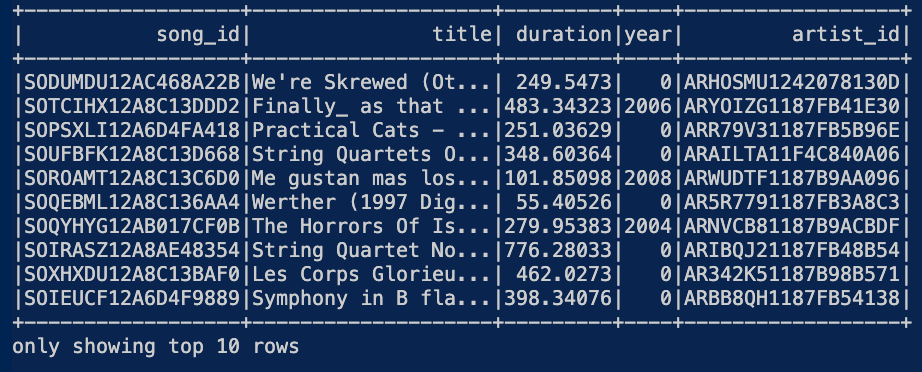 +------------------+--------------------+---------+----+------------------+
|           song_id|               title| duration|year|         artist_id|
+------------------+--------------------+---------+----+------------------+
|SODUMDU12AC468A22B|We're Skrewed (Ot...| 249.5473|   0|ARHOSMU1242078130D|
|SOTCIHX12A8C13DDD2|Finally_ as that ...|483.34323|2006|ARYOIZG1187FB41E30|
|SOPSXLI12A6D4FA418|Practical Cats - ...|251.03629|   0|ARR79V31187FB5B96E|
|SOUFBFK12A8C13D668|String Quartets O...|348.60364|   0|ARAILTA11F4C840A06|
|SOROAMT12A8C13C6D0|Me gustan mas los...|101.85098|2008|ARWUDTF1187B9AA096|
|SOQEBML12A8C136AA4|Werther (1997 Dig...| 55.40526|   0|AR5R7791187FB3A8C3|
|SOQYHYG12AB017CF0B|The Horrors Of Is...|279.95383|2004|ARNVCB81187B9ACBDF|
|SOIRASZ12A8AE48354|String Quartet No...|776.28033|   0|ARIBQJ21187FB48B54|
|SOXHXDU12A8C13BAF0|Les Corps Glorieu...| 462.0273|   0|AR342K51187B98B571|
|SOIEUCF12A6D4F9889|Symphony in B fla...|398.34076|   0|ARBB8QH1187FB54138|
+------------------+--------------------+---------+----+------------------+
only showing top 10 rows